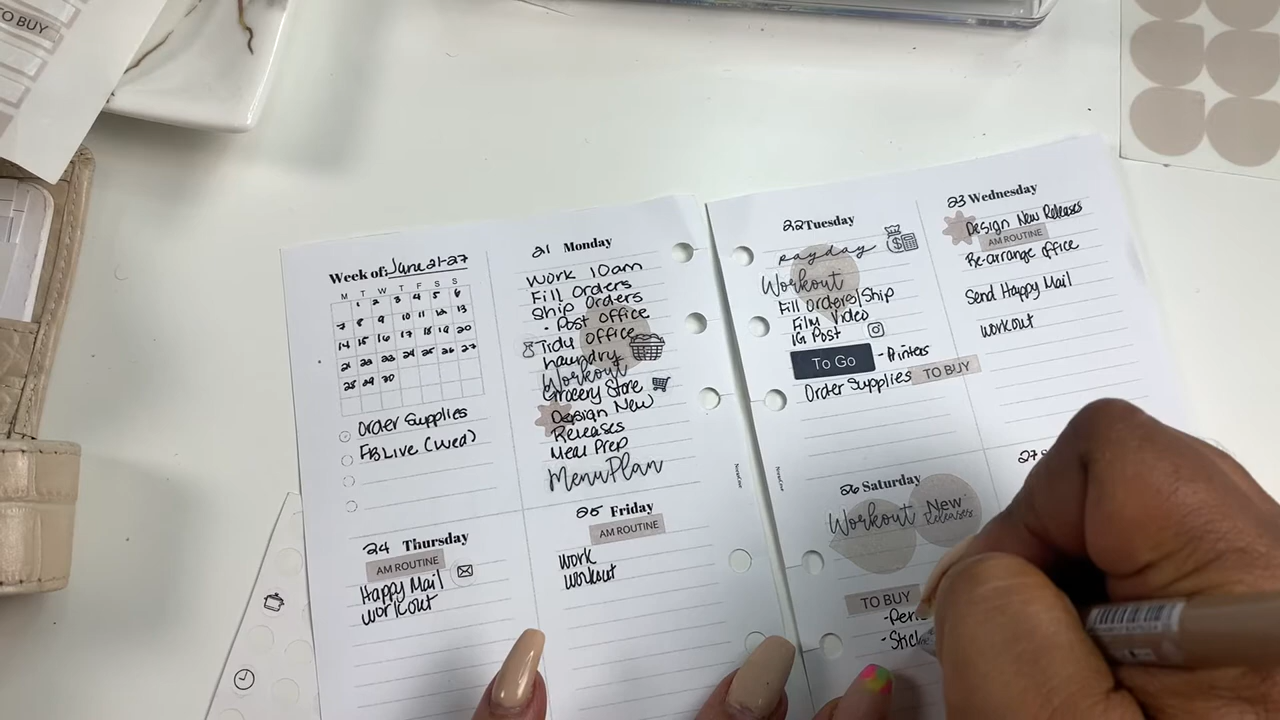 TO BUY
Week of: June 21-27
M T W T F S S
1 2 3 4 5 6
7 8 9 10 11 12 13
14 15 16 17 18 19 20
21 22 23 24 25 26 27
28 29 30
Order Supplies
FB Live (Wed)
21 Monday
Work 10am
Fill Orders
Ship Orders
- Post Office
Tidy Office
Laundry
Workout
Grocery Store
Design New
Releases
Meal Prep
Menu Plan
22 Tuesday
payday
Workout
Fill Orders/Ship
Film Video
IG Post
To Go - Printers
Order Supplies TO BUY
23 Wednesday
Design New Releases
AM ROUTINE
Re-arrange office
Send Happy Mail
workout
24 Thursday
AM ROUTINE
Happy Mail
workout
25 Friday
AM ROUTINE
work
workout
26 Saturday
Workout
New
Releases
TO BUY
27